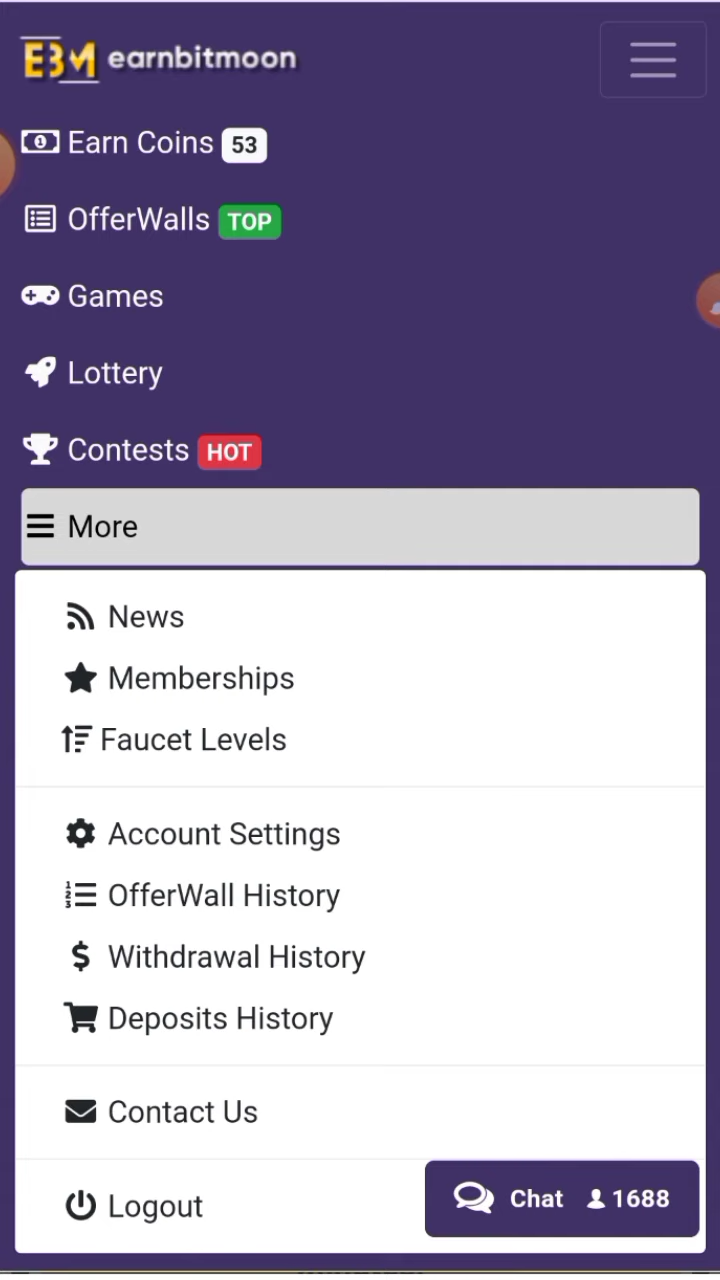 EBM earnbitmoon
Earn Coins 53
OfferWalls TOP
Games
Lottery
Contests HOT
More
News
Memberships
Faucet Levels
Account Settings
OfferWall History
Withdrawal History
Deposits History
Contact Us
Logout
Chat 1688